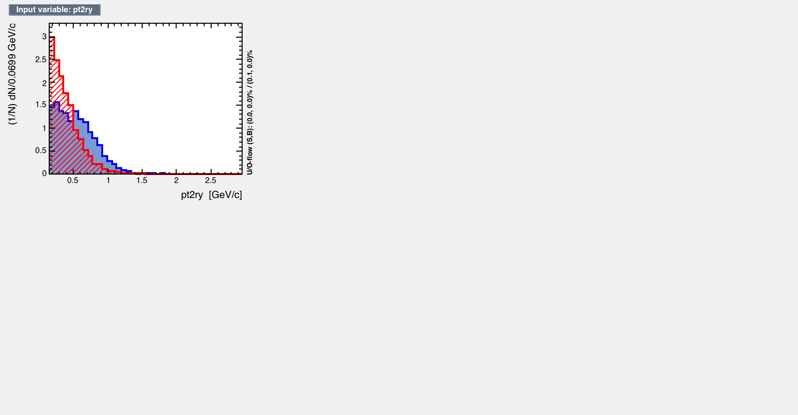 Input variable: pt2ry
(1/N) dN/0.0699 GeV/c
3
2.5
2
1.5
1
0.5
0
0.5 1 1.5 2 2.5
pt2ry [GeV/c]
U/O-flow (S,B): (0.0, 0.0)% / (0.1, 0.0)%